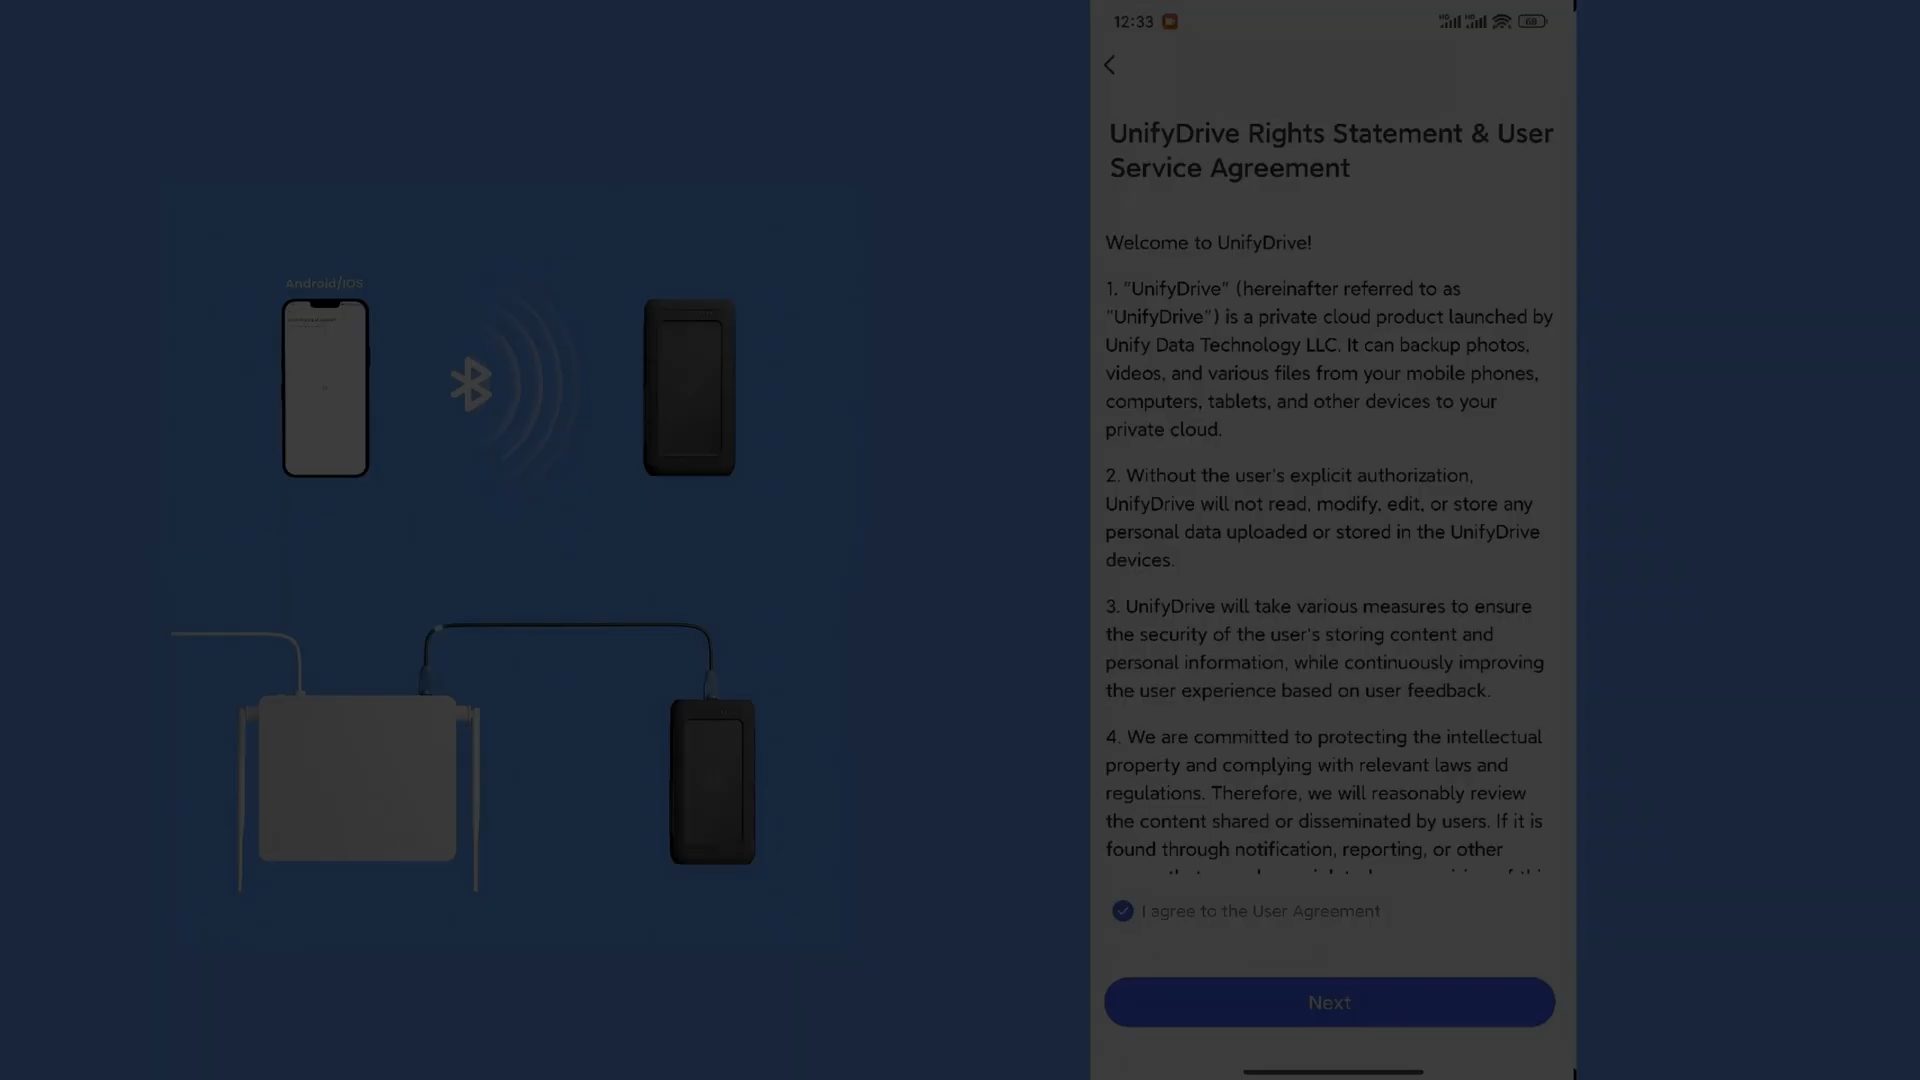 12:33
69
UnifyDrive Rights Statement & User
Service Agreement
Welcome to UnifyDrive!
1. "UnifyDrive" (hereinafter referred to as
"UnifyDrive") is a private cloud product launched by
Unify Data Technology LLC. It can backup photos,
videos, and various files from your mobile phones,
computers, tablets, and other devices to your
private cloud.
2. Without the user's explicit authorization,
UnifyDrive will not read, modify, edit, or store any
personal data uploaded or stored in the UnifyDrive
devices.
3. UnifyDrive will take various measures to ensure
the security of the user's storing content and
personal information, while continuously improving
the user experience based on user feedback.
4. We are committed to protecting the intellectual
property and complying with relevant laws and
regulations. Therefore, we will reasonably review
the content shared or disseminated by users. If it is
found through notification, reporting, or other
I agree to the User Agreement
Next
Android/IOS